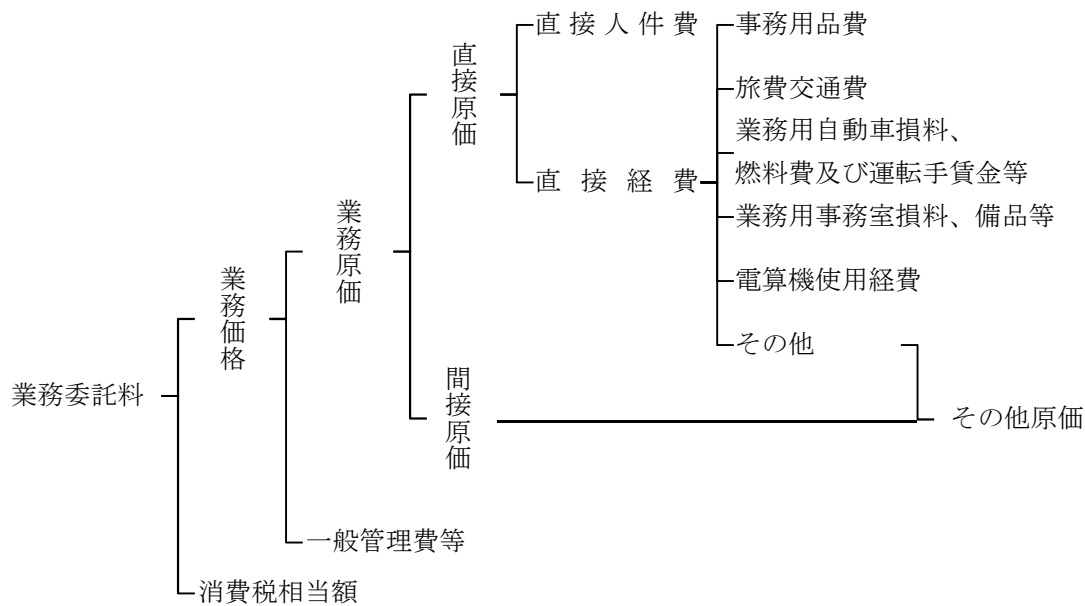 直接人件費
事務用品費
直接原価
旅費交通費
業務用自動車損料、
燃料費及び運転手賃金等
直接経費
業務用事務室損料、備品等
業務原価
電算機使用経費
業務価格
その他
業務委託料
間接原価
その他原価
一般管理費等
消費税相当額